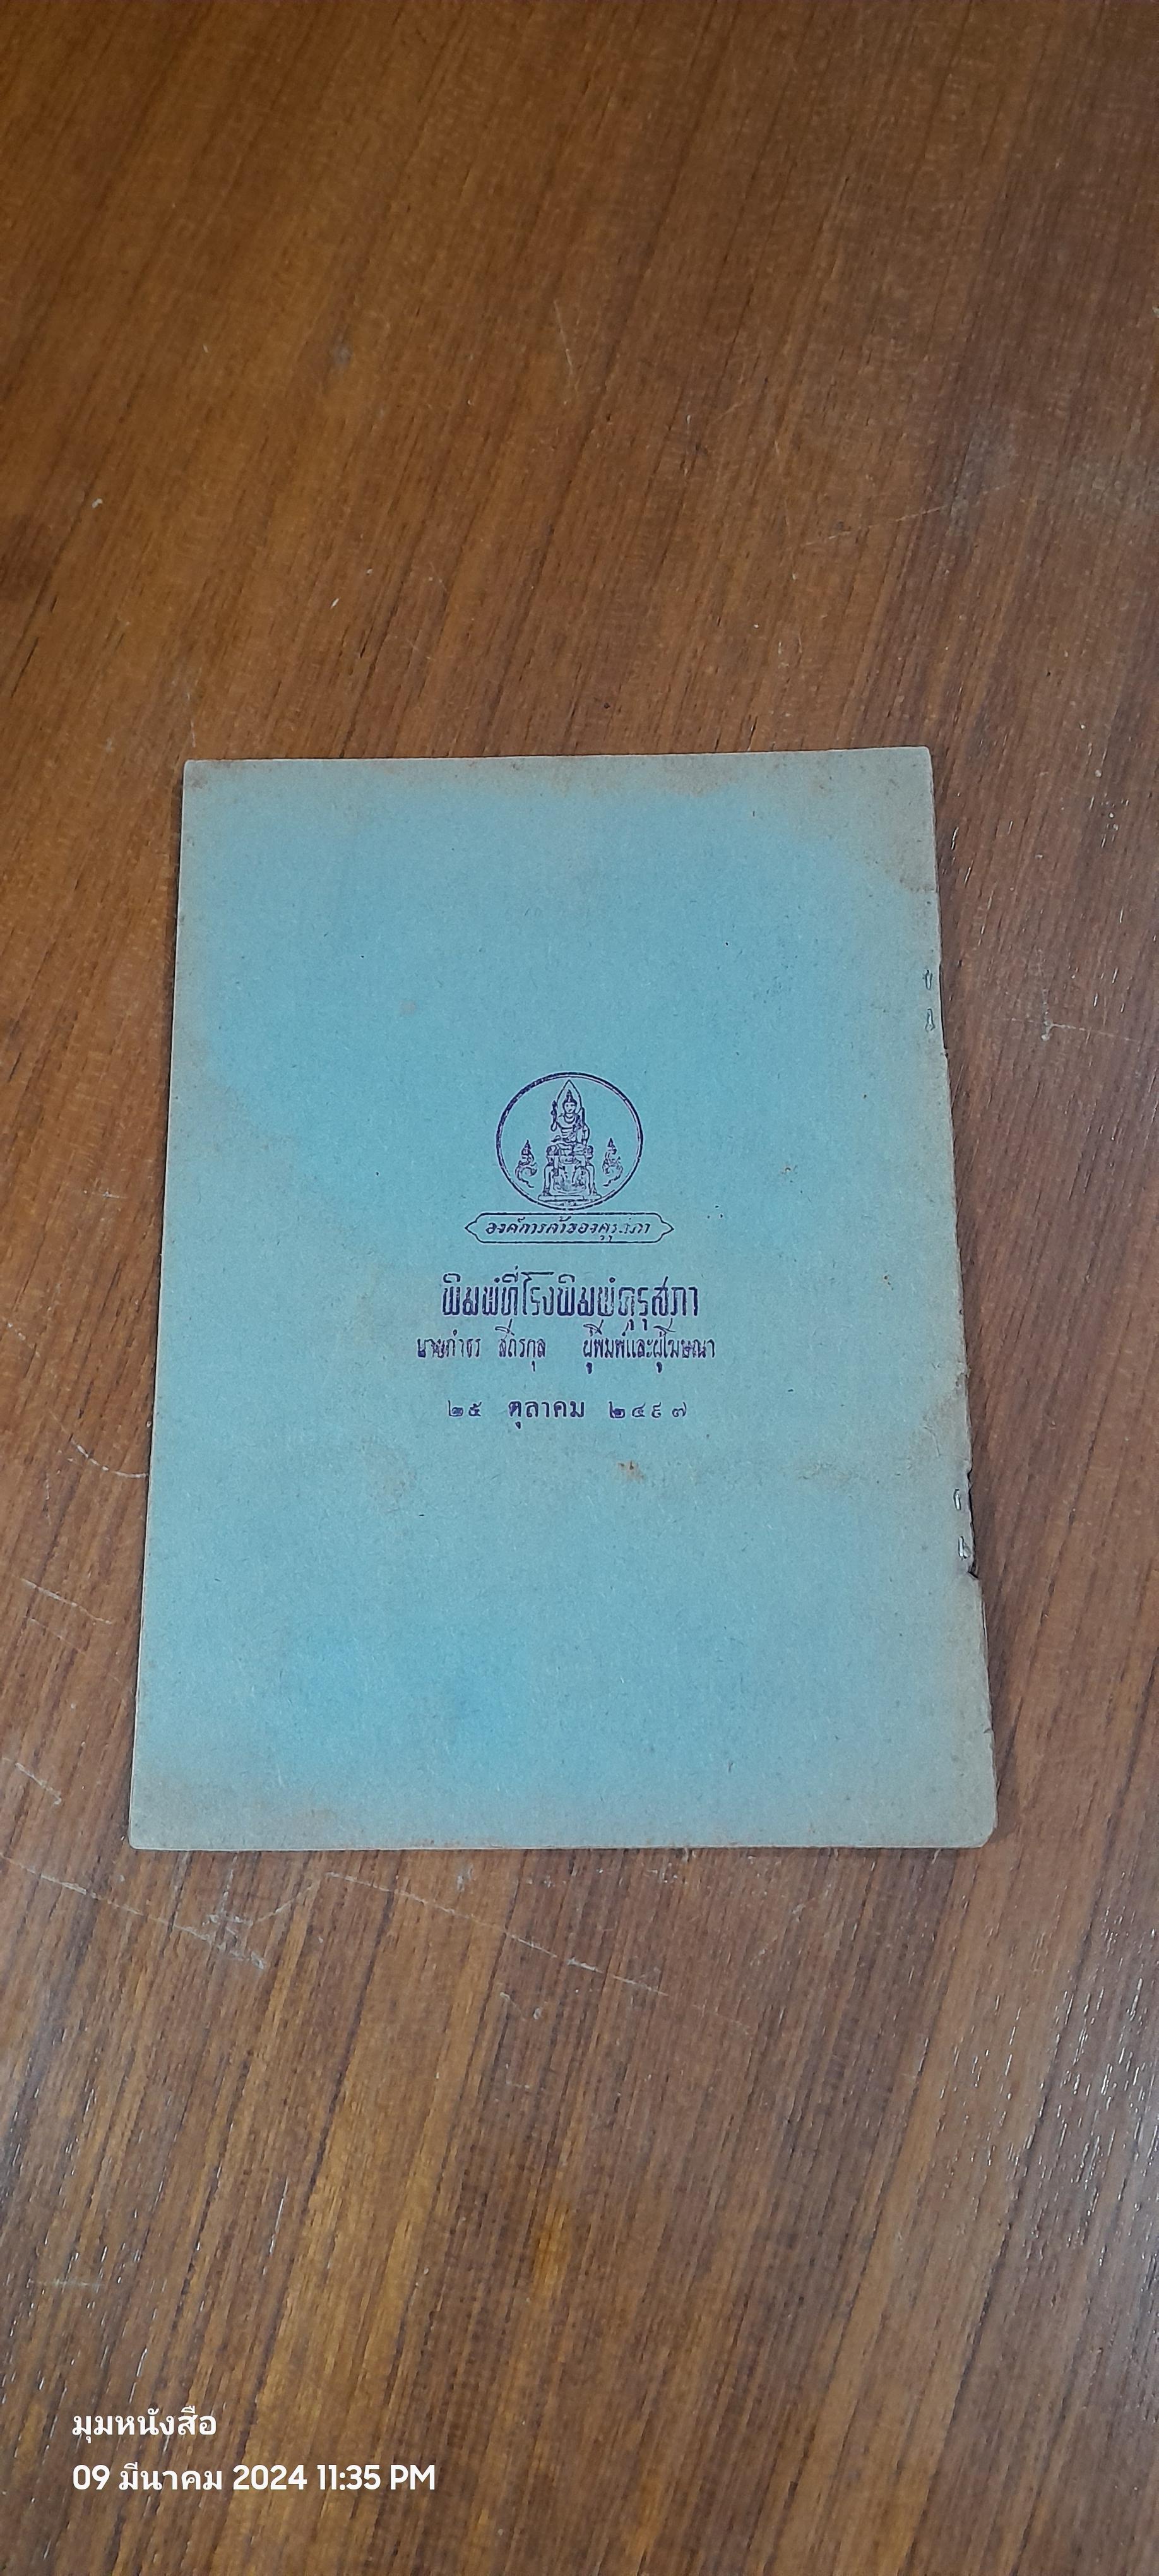 องค์การค้าของคุรุสภา
พิมพ์ที่โรงพิมพ์คุรุสภา
นายกำธร สถิรกุล ผู้พิมพ์และผู้โฆษณา
๒๕ ตุลาคม ๒๔๙๗
มุมหนังสือ
09 มีนาคม 2024 11:35 PM